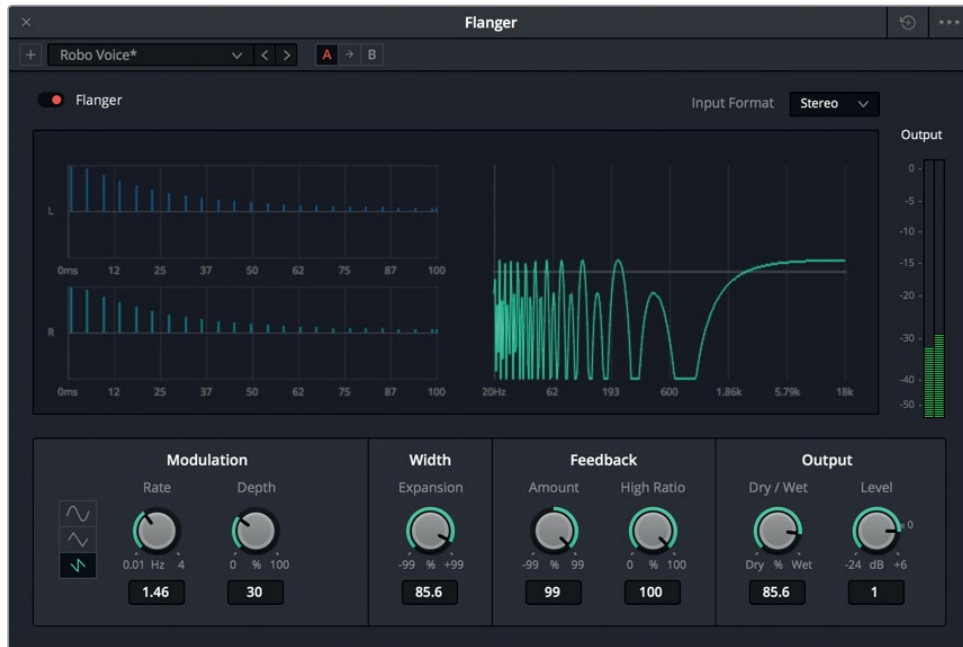 Flanger
Robo Voice*
A B
Flanger
Input Format Stereo
Output
0
-5
-10
-15
-20
-30
-40
-50
L
0ms 12 25 37 50 62 75 87 100
R
0ms 12 25 37 50 62 75 87 100
20Hz 62 193 600 1.86k 5.79k 18k
Modulation
Rate Depth
0.01 Hz 4
0 % 100
1.46 30
Width
Expansion
-99 % +99
85.6
Feedback
Amount High Ratio
-99 % 99
0 % 100
99 100
Output
Dry / Wet Level
0
Dry % Wet
-24 dB +6
85.6 1